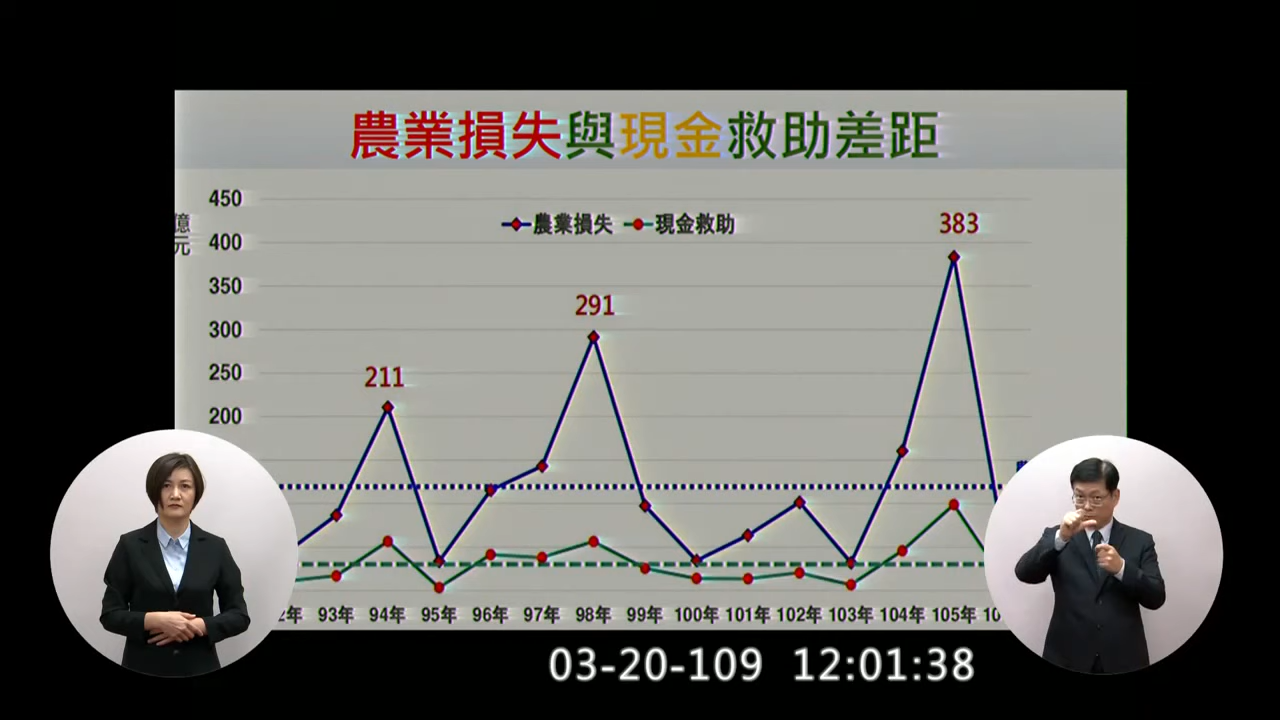 農業損失與現金救助差距
億元
農業損失 現金救助
450
400
350
300
250
200
211
291
383
93年 94年 95年 96年 97年 98年 99年 100年 101年 102年 103年 104年 105年
03-20-109 12:01:38